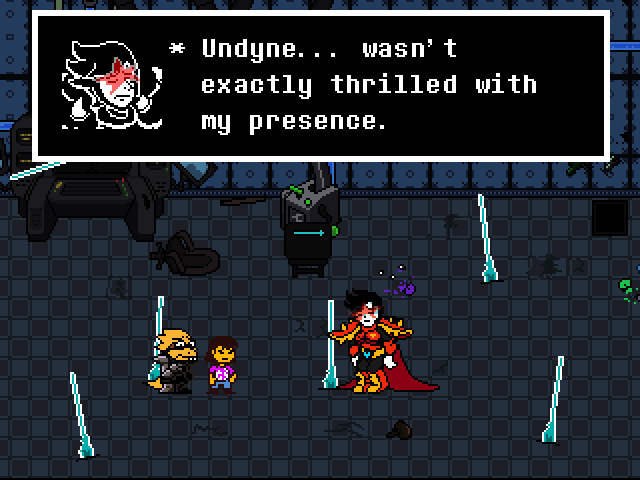 * Undyne... wasn't
exactly thrilled with
my presence.